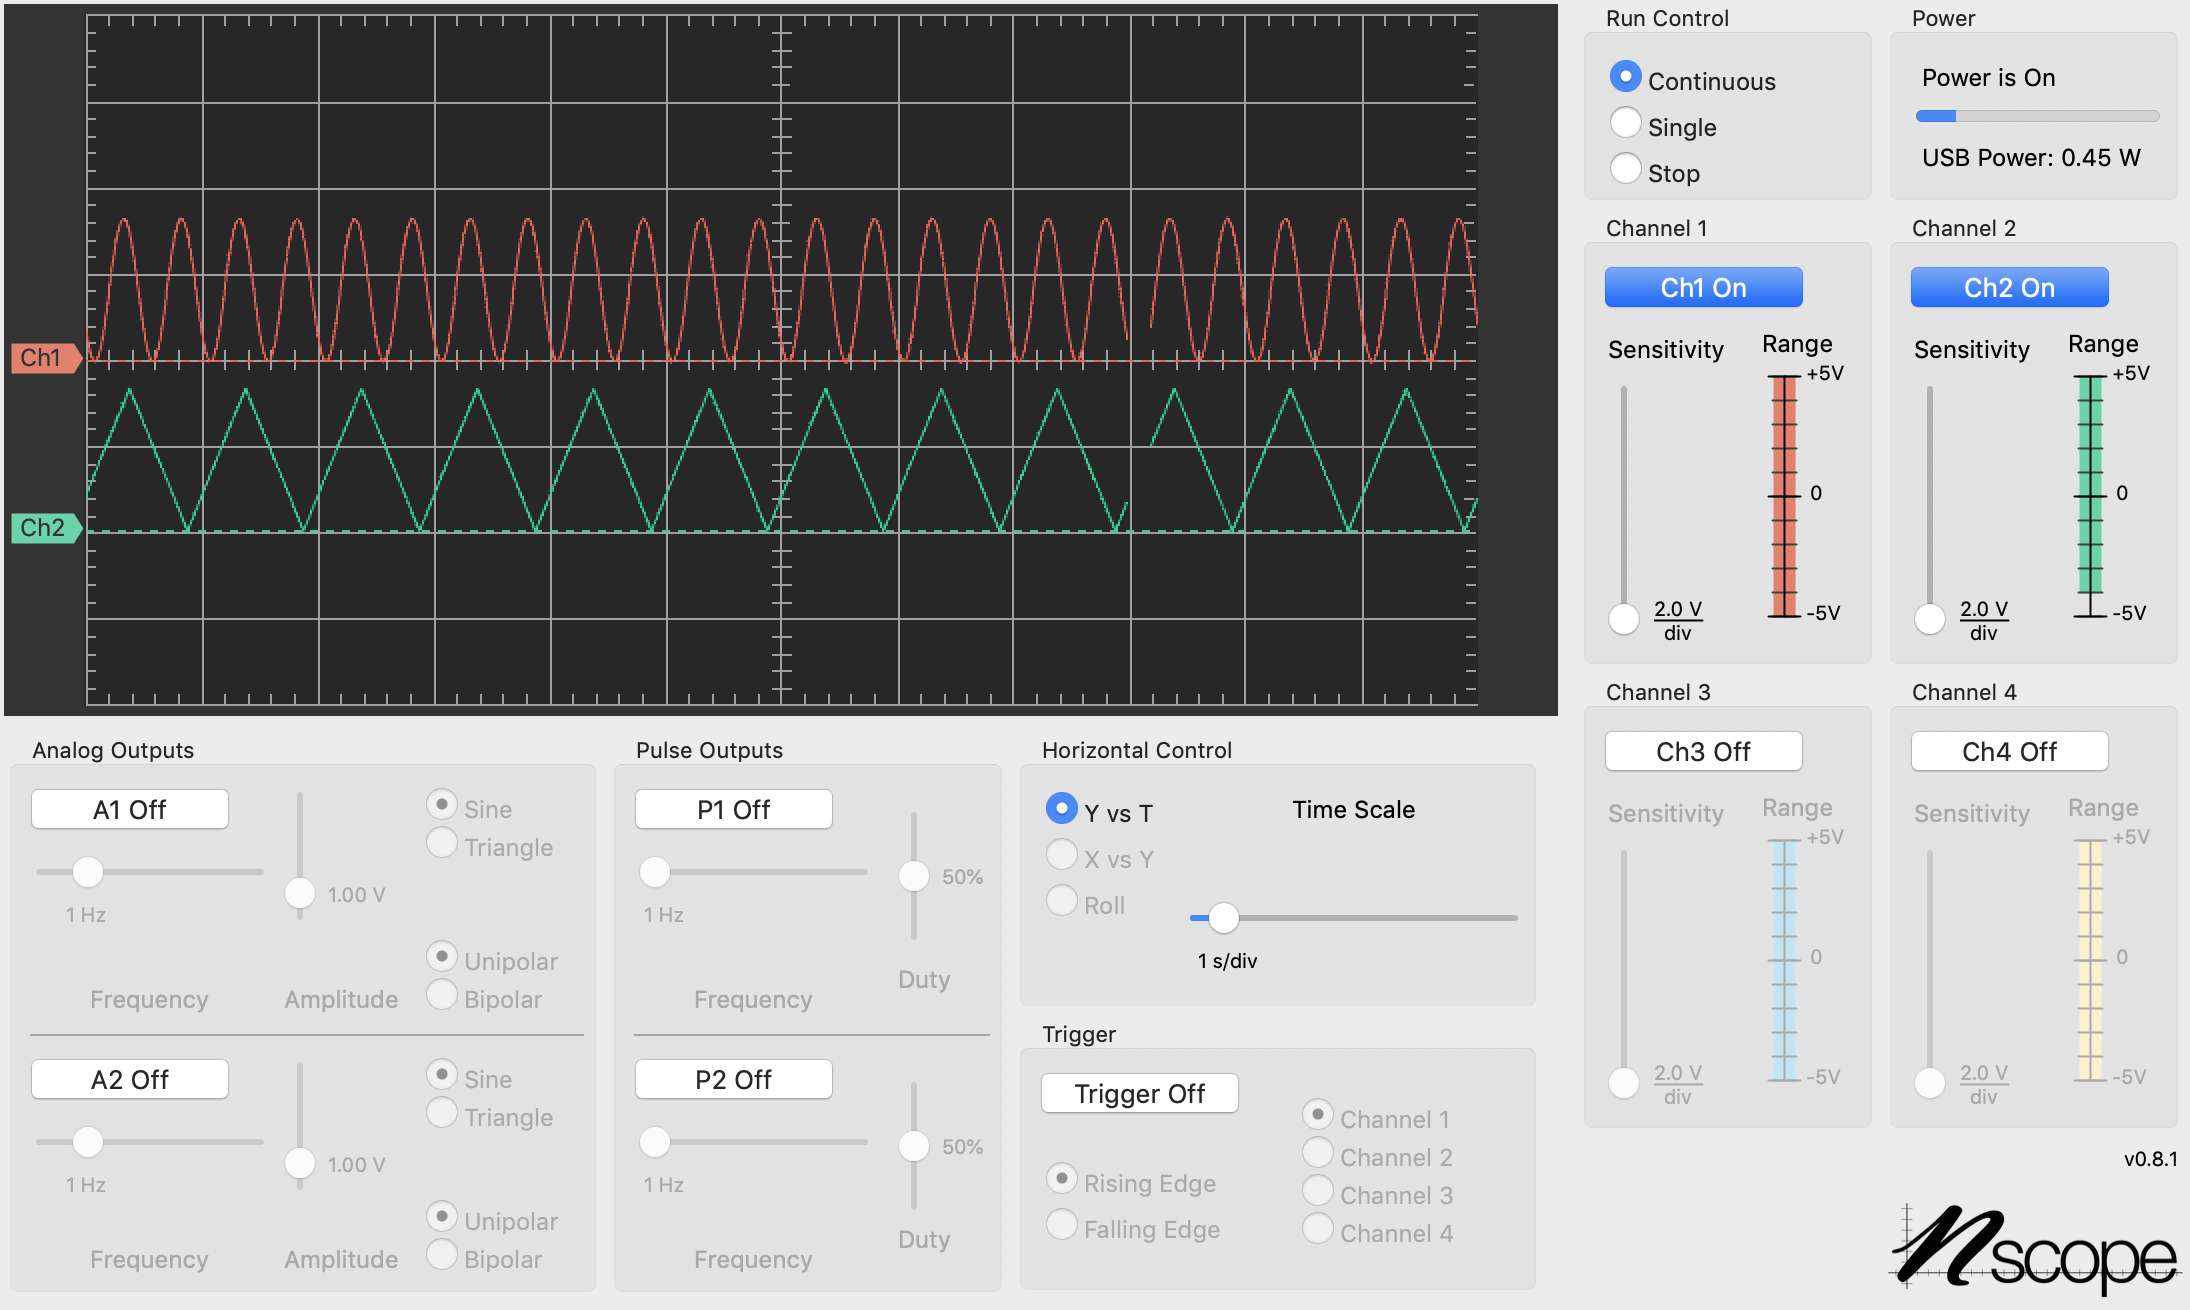 Run Control
Continuous
Single
Stop
Power
Power is On
USB Power: 0.45 W
Ch1
Ch2
Channel 1
Ch1 On
Sensitivity
Range
+5V
0
-5V
2.0 V
div
Channel 2
Ch2 On
Sensitivity
Range
+5V
0
-5V
2.0 V
div
Channel 3
Ch3 Off
Sensitivity
Range
+5V
0
-5V
2.0 V
div
Channel 4
Ch4 Off
Sensitivity
Range
+5V
0
-5V
2.0 V
div
Analog Outputs
A1 Off
1 Hz
Frequency
1.00 V
Amplitude
Sine
Triangle
Unipolar
Bipolar
A2 Off
1 Hz
Frequency
1.00 V
Amplitude
Sine
Triangle
Unipolar
Bipolar
Pulse Outputs
P1 Off
1 Hz
Frequency
50%
Duty
P2 Off
1 Hz
Frequency
50%
Duty
Horizontal Control
Y vs T
X vs Y
Roll
Time Scale
1 s/div
Trigger
Trigger Off
Rising Edge
Falling Edge
Channel 1
Channel 2
Channel 3
Channel 4
v0.8.1
nscope